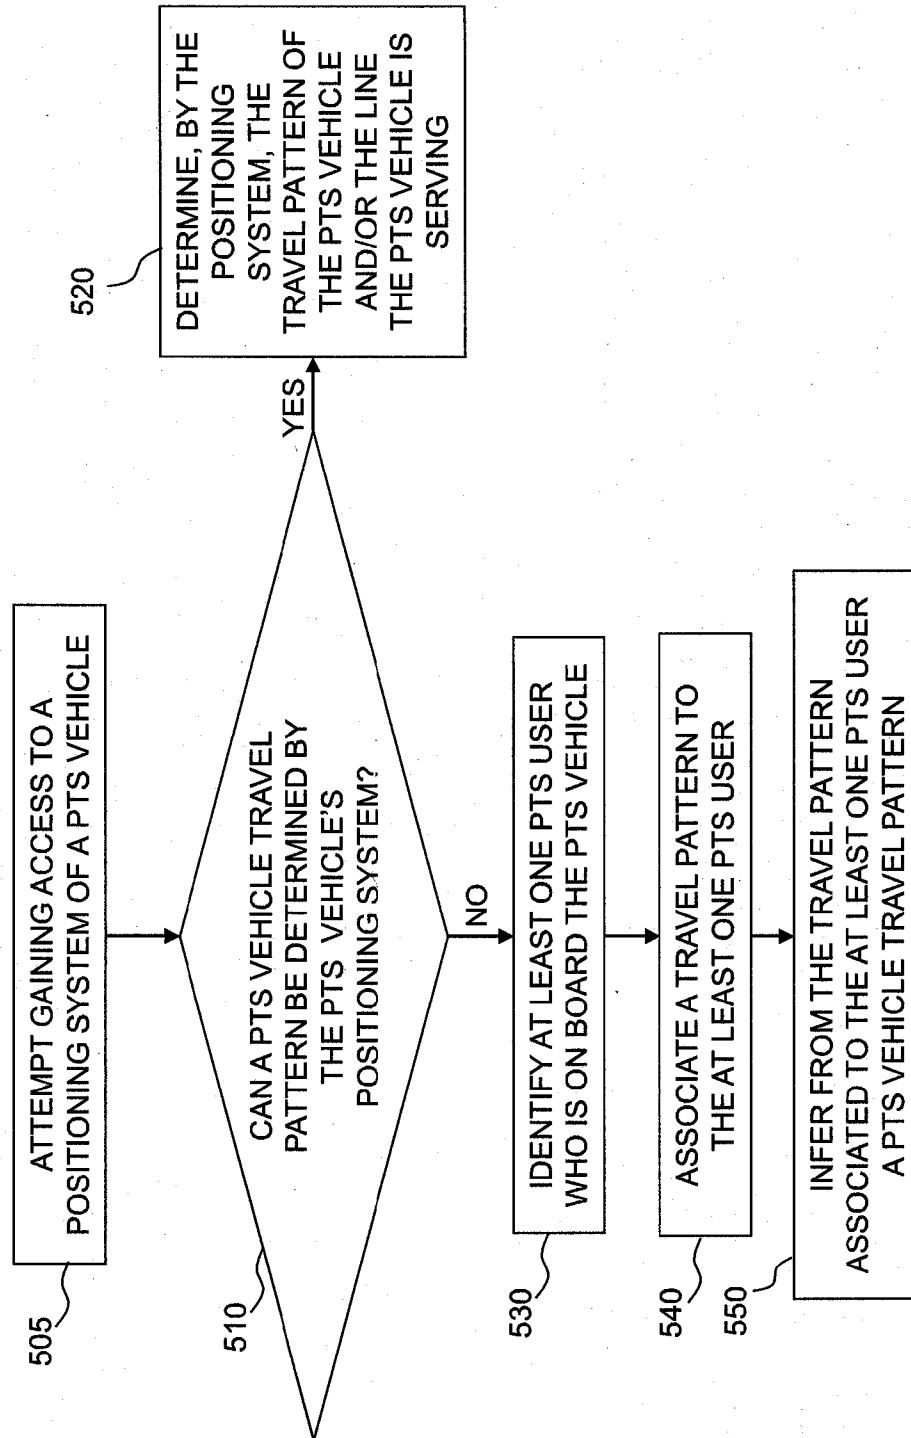 505
ATTEMPT GAINING ACCESS TO A
POSITIONING SYSTEM OF A PTS VEHICLE
510
CAN A PTS VEHICLE TRAVEL
PATTERN BE DETERMINED BY
THE PTS VEHICLE'S
POSITIONING SYSTEM?
YES
520
DETERMINE, BY THE
POSITIONING
SYSTEM, THE
TRAVEL PATTERN OF
THE PTS VEHICLE
AND/OR THE LINE
THE PTS VEHICLE IS
SERVING
NO
530
IDENTIFY AT LEAST ONE PTS USER
WHO IS ON BOARD THE PTS VEHICLE
540
ASSOCIATE A TRAVEL PATTERN TO
THE AT LEAST ONE PTS USER
550
INFER FROM THE TRAVEL PATTERN
ASSOCIATED TO THE AT LEAST ONE PTS USER
A PTS VEHICLE TRAVEL PATTERN